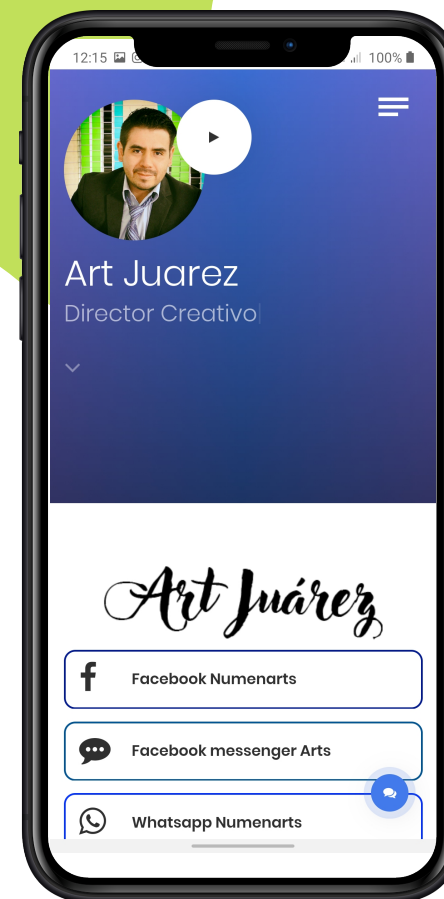 12:15
100%
Art Juarez
Director Creativo
Art Juárez
Facebook Numenarts
Facebook messenger Arts
Whatsapp Numenarts